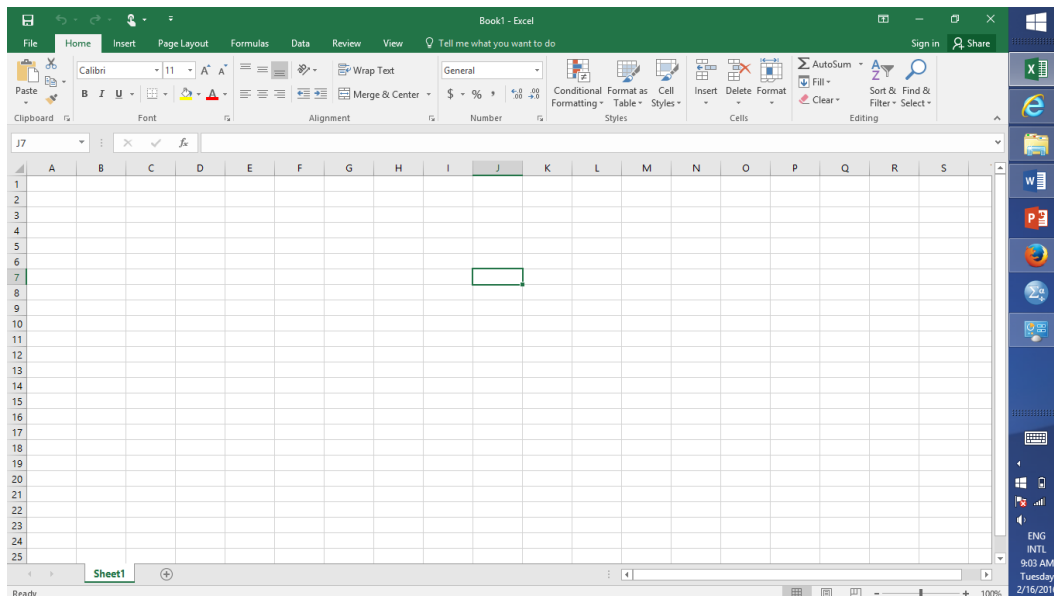 Book1 - Excel
File Home Insert Page Layout Formulas Data Review View Tell me what you want to do Sign in Share
Paste
Calibri 11 A A
B I U A
Wrap Text
Merge & Center
General
$ % , .0 .00 .00 .0
Conditional Formatting Format as Table Cell Styles
Insert Delete Format
AutoSum
Fill
Clear
Sort & Filter Find & Select
Clipboard Font Alignment Number Styles Cells Editing
J7 fx
A B C D E F G H I J K L M N O P Q R S
1
2
3
4
5
6
7
8
9
10
11
12
13
14
15
16
17
18
19
20
21
22
23
24
25
Sheet1
Ready 100%
ENG
INTL
9:03 AM
Tuesday